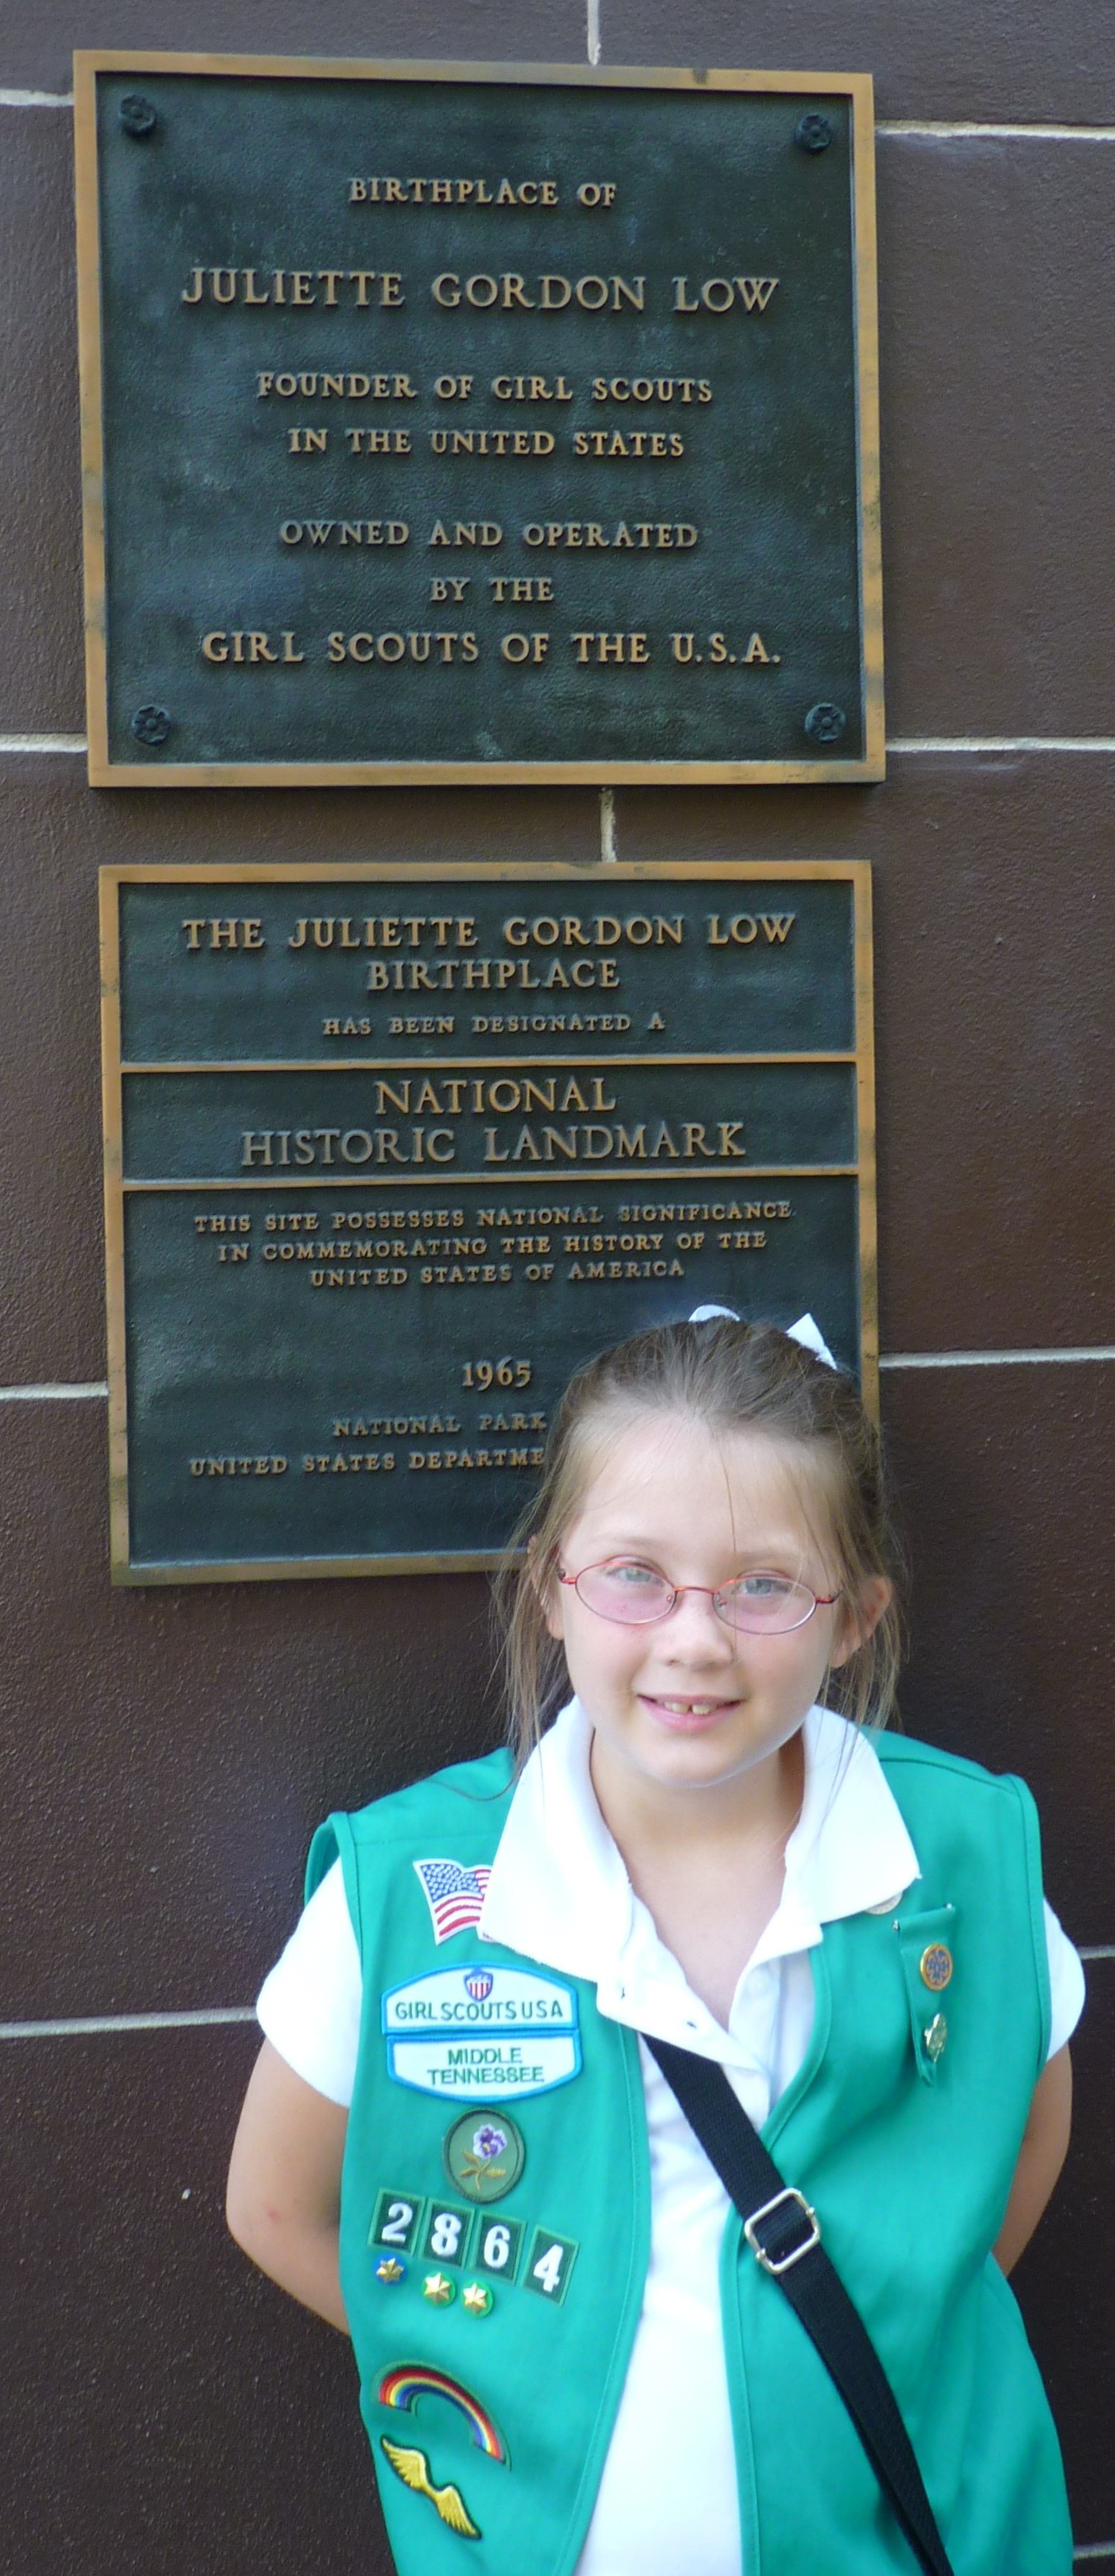 BIRTHPLACE OF
JULIETTE GORDON LOW
FOUNDER OF GIRL SCOUTS
IN THE UNITED STATES
OWNED AND OPERATED
BY THE
GIRL SCOUTS OF THE U.S.A.
THE JULIETTE GORDON LOW
BIRTHPLACE
HAS BEEN DESIGNATED A
NATIONAL
HISTORIC LANDMARK
THIS SITE POSSESSES NATIONAL SIGNIFICANCE
IN COMMEMORATING THE HISTORY OF THE
UNITED STATES OF AMERICA
1965
NATIONAL PARK
UNITED STATES DEPARTME
GIRL SCOUTS USA
MIDDLE
TENNESSEE
2864